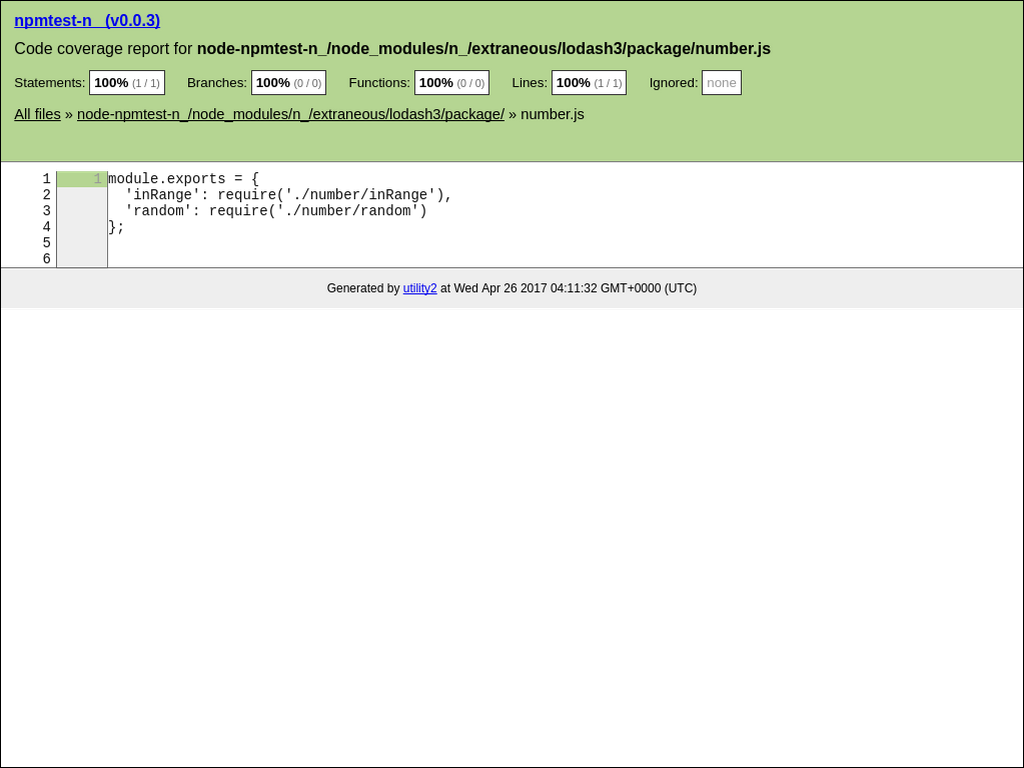 npmtest-n_ (v0.0.3)
Code coverage report for node-npmtest-n_/node_modules/n_/extraneous/lodash3/package/number.js
Statements: 100% (1 / 1) Branches: 100% (0 / 0) Functions: 100% (0 / 0) Lines: 100% (1 / 1) Ignored: none
All files » node-npmtest-n_/node_modules/n_/extraneous/lodash3/package/ » number.js
1 1 module.exports = {
2 'inRange': require('./number/inRange'),
3 'random': require('./number/random')
4 };
5
6
Generated by utility2 at Wed Apr 26 2017 04:11:32 GMT+0000 (UTC)